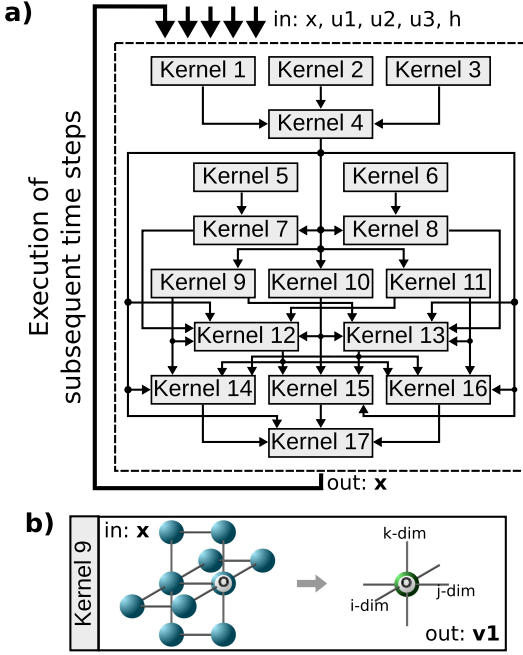 a)
in: x, u1, u2, u3, h
Kernel 1
Kernel 2
Kernel 3
Kernel 4
Execution of
subsequent time steps
Kernel 5
Kernel 6
Kernel 7
Kernel 8
Kernel 9
Kernel 10
Kernel 11
Kernel 12
Kernel 13
Kernel 14
Kernel 15
Kernel 16
Kernel 17
out: x
b)
Kernel 9
in: x
O
k-dim
O
j-dim
i-dim
out: v1